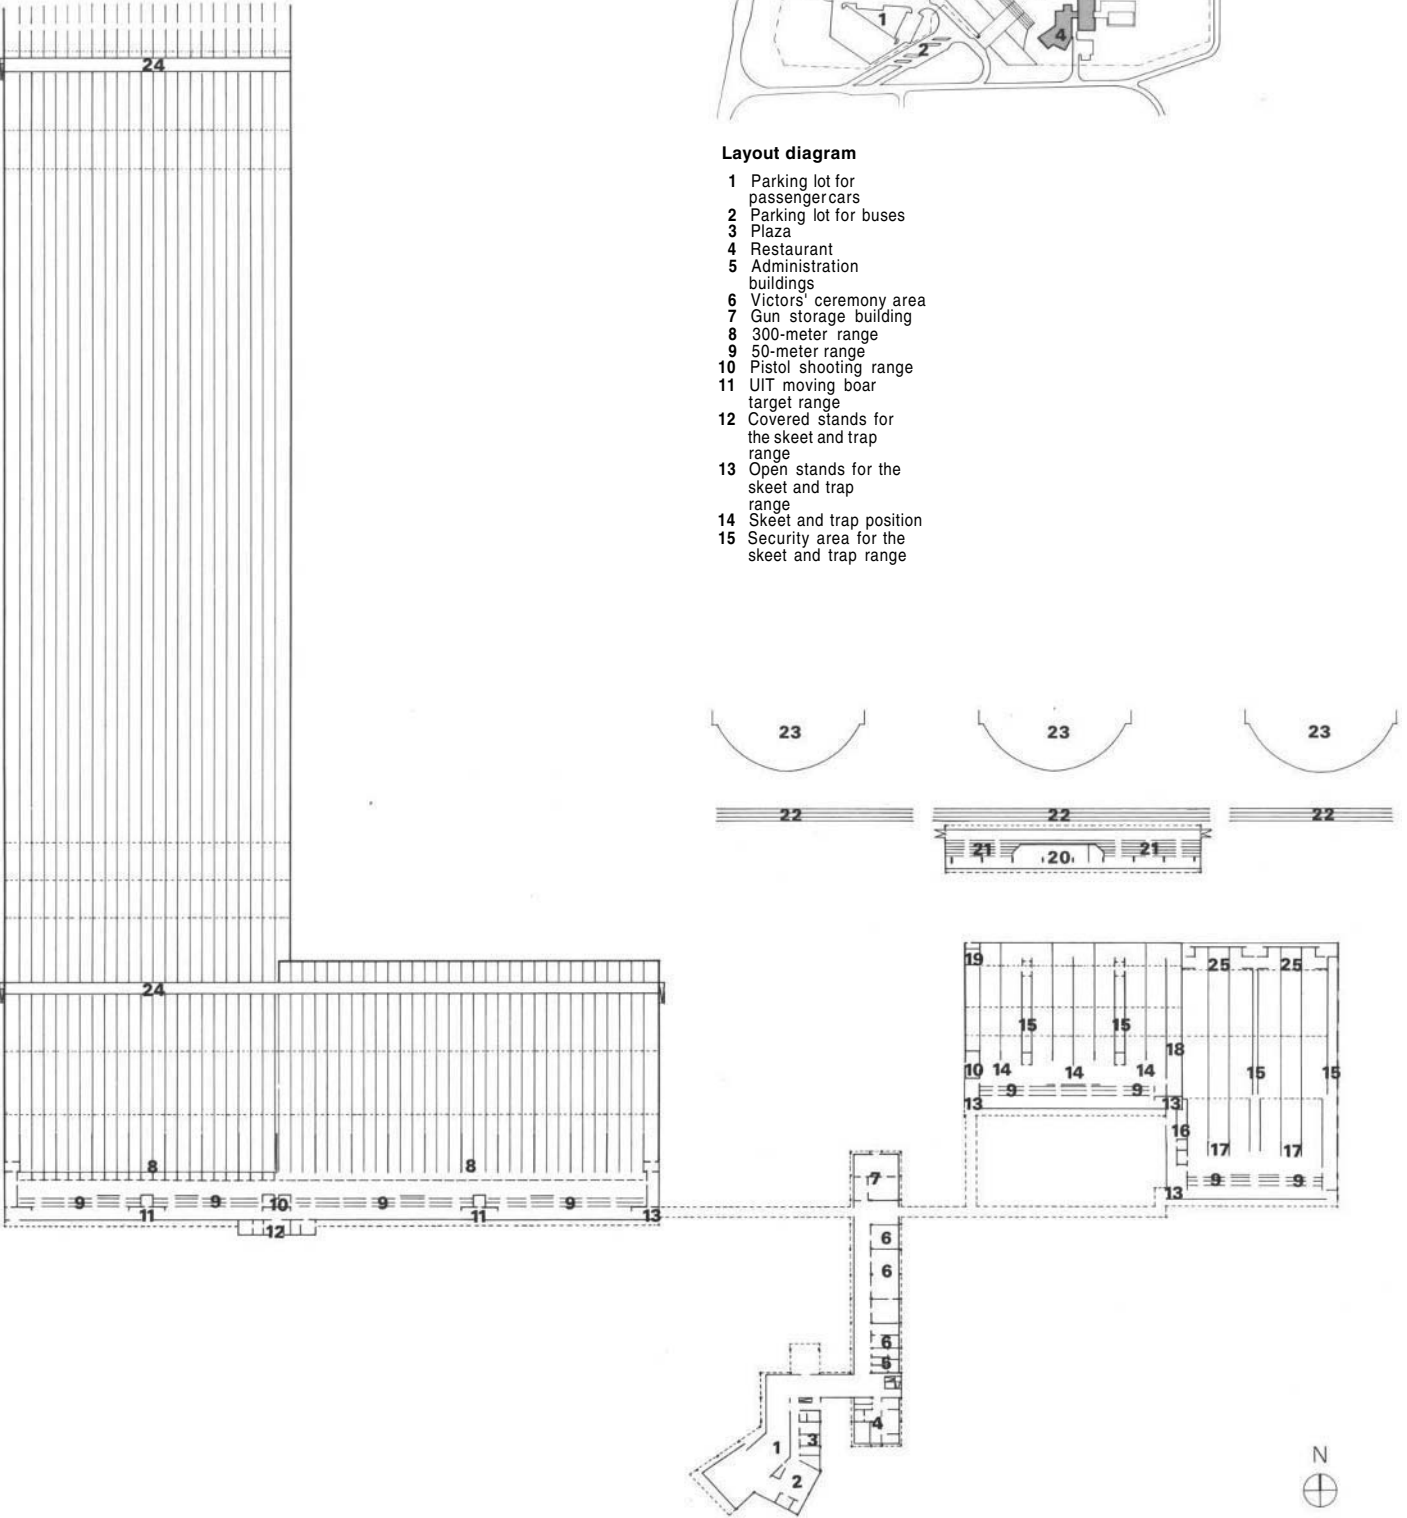 24
1
2
4
Layout diagram
1 Parking lot for
passenger cars
2 Parking lot for buses
3 Plaza
4 Restaurant
5 Administration
buildings
6 Victors' ceremony area
7 Gun storage building
8 300-meter range
9 50-meter range
10 Pistol shooting range
11 UIT moving boar
target range
12 Covered stands for
the skeet and trap
range
13 Open stands for the
skeet and trap
range
14 Skeet and trap position
15 Security area for the
skeet and trap range
23 23 23
22 22 22
21 20 21
19 25 25
24
15 15
18
10 14 14 14 15 15
9 9
13 13
16
17 17
8 8
7
9 9
13
9 9 10 9 9
11 11 13
12
6
6
6
5
4
3
1
2
N